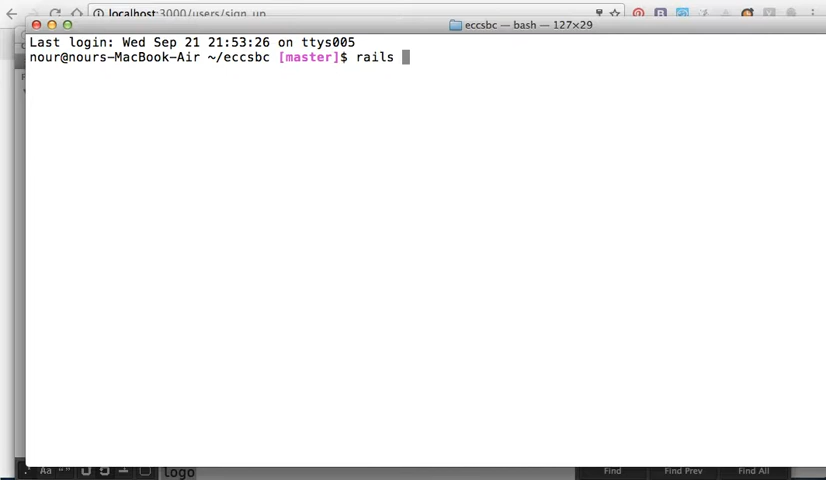 localhost:3000/users/sign_up
eccsbc — bash — 127×29
Last login: Wed Sep 21 21:53:26 on ttys005
nour@nours-MacBook-Air ~/eccsbc [master]$ rails
.* Aa “”
logo
Find Find Prev Find All